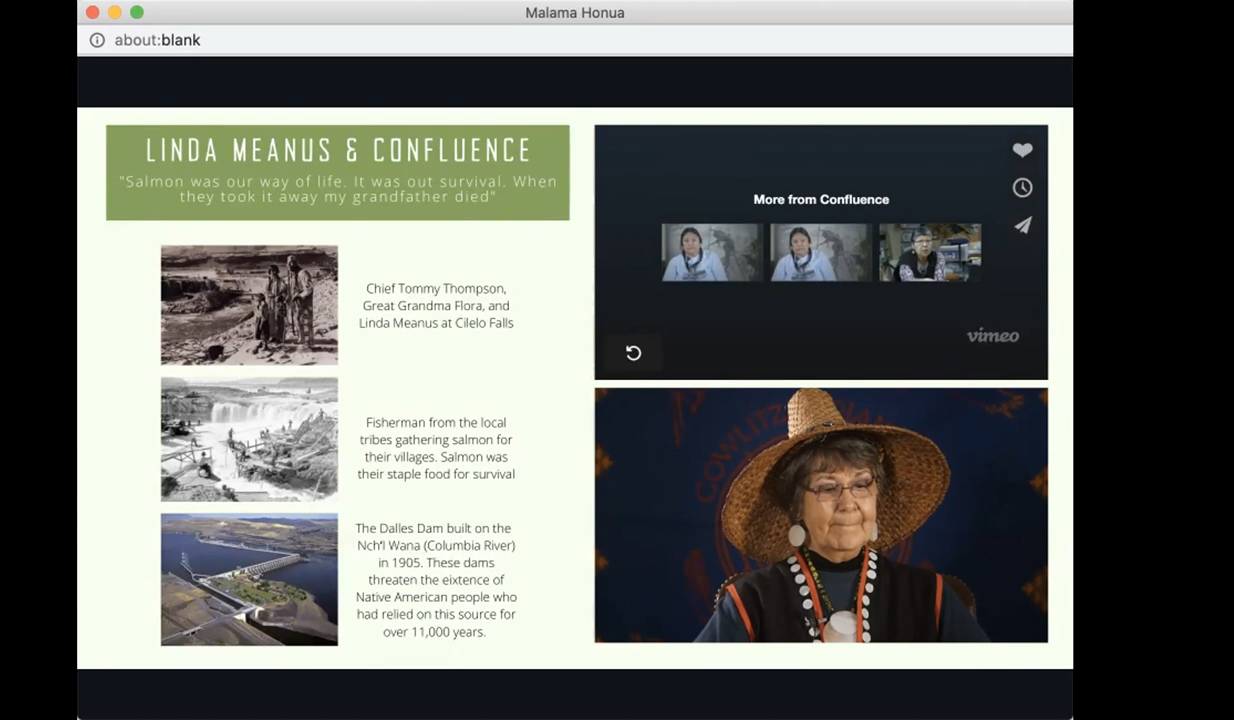 Malama Honua
about:blank
LINDA MEANUS & CONFLUENCE
"Salmon was our way of life. It was out survival. When
they took it away my grandfather died"
Chief Tommy Thompson,
Great Grandma Flora, and
Linda Meanus at Cilelo Falls
Fisherman from the local
tribes gathering salmon for
their villages. Salmon was
their staple food for survival
The Dalles Dam built on the
Nch'l Wana (Columbia River)
in 1905. These dams
threaten the eixtence of
Native American people who
had relied on this source for
over 11,000 years.
More from Confluence
vimeo
COWLITZ INDIAN